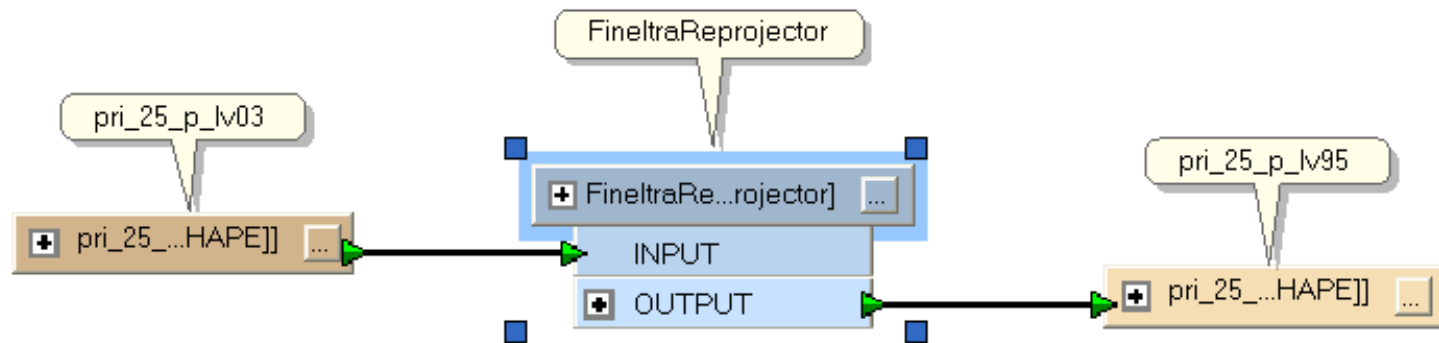 FineltraReprojector
pri_25_p_lv03
pri_25_p_lv95
FineltraRe...rojector]
...
pri_25_...HAPE]]
...
INPUT
pri_25_...HAPE]]
...
OUTPUT